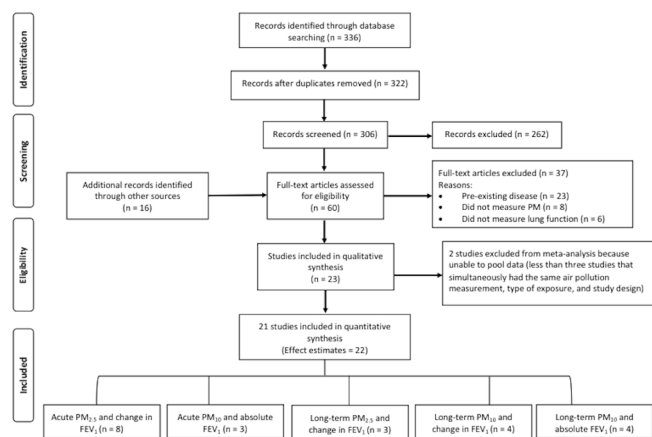 Identification
Records identified through database
searching (n = 336)
Records after duplicates removed (n = 322)
Screening
Records screened (n = 306)
Records excluded (n = 262)
Additional records identified
through other sources
(n = 16)
Full-text articles assessed
for eligibility
(n = 60)
Full-text articles excluded (n = 37)
Reasons:
• Pre-existing disease (n = 23)
• Did not measure PM (n = 8)
• Did not measure lung function (n = 6)
Eligibility
Studies included in qualitative
synthesis
(n = 23)
2 studies excluded from meta-analysis because
unable to pool data (less than three studies that
simultaneously had the same air pollution
measurement, type of exposure, and study design)
Included
21 studies included in quantitative
synthesis
(Effect estimates = 22)
Acute PM2.5 and change in
FEV1 (n = 8)
Acute PM10 and absolute
FEV1 (n = 3)
Long-term PM2.5 and
change in FEV1 (n = 3)
Long-term PM10 and
change in FEV1 (n = 4)
Long-term PM10 and
absolute FEV1 (n = 4)